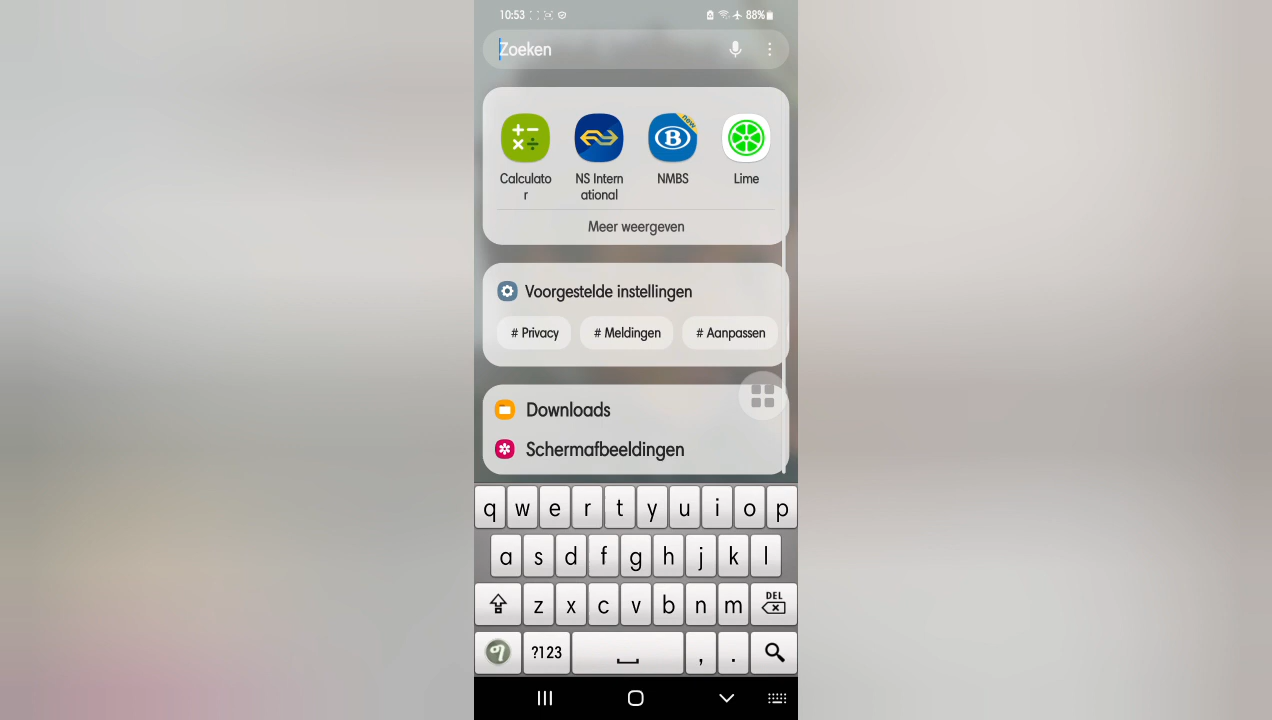 10:53 88%
Zoeken
new
Calculato
r
NS Intern
ational
NMBS
Lime
Meer weergeven
Voorgestelde instellingen
# Privacy # Meldingen # Aanpassen
Downloads
Schermafbeeldingen
q w e r t y u i o p
a s d f g h j k l
z x c v b n m DEL
?123 , .